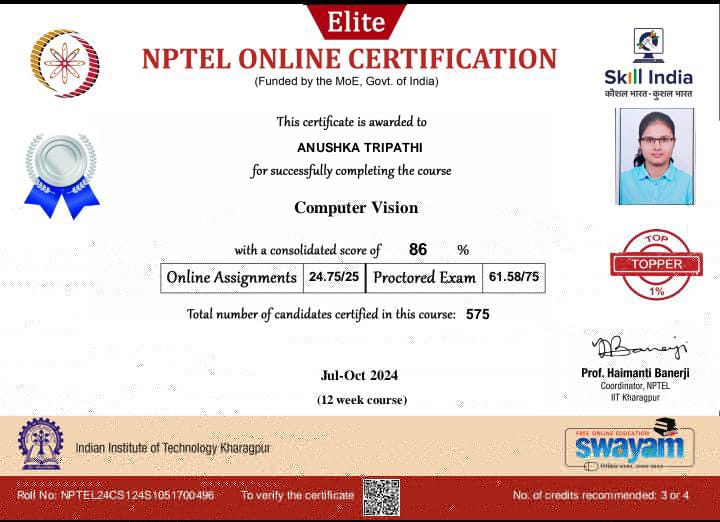 Elite
NPTEL ONLINE CERTIFICATION
(Funded by the MoE, Govt. of India)
Skill India
कौशल भारत - कुशल भारत
This certificate is awarded to
ANUSHKA TRIPATHI
for successfully completing the course
Computer Vision
with a consolidated score of 86 %
Online Assignments 24.75/25 Proctored Exam 61.58/75
TOP
TOPPER
1%
Total number of candidates certified in this course: 575
Jul-Oct 2024
(12 week course)
Prof. Haimanti Banerji
Coordinator, NPTEL
IIT Kharagpur
Indian Institute of Technology Kharagpur
FREE ONLINE EDUCATION
swayam
Roll No: NPTEL24CS124S1051700496 To verify the certificate No. of credits recommended: 3 or 4